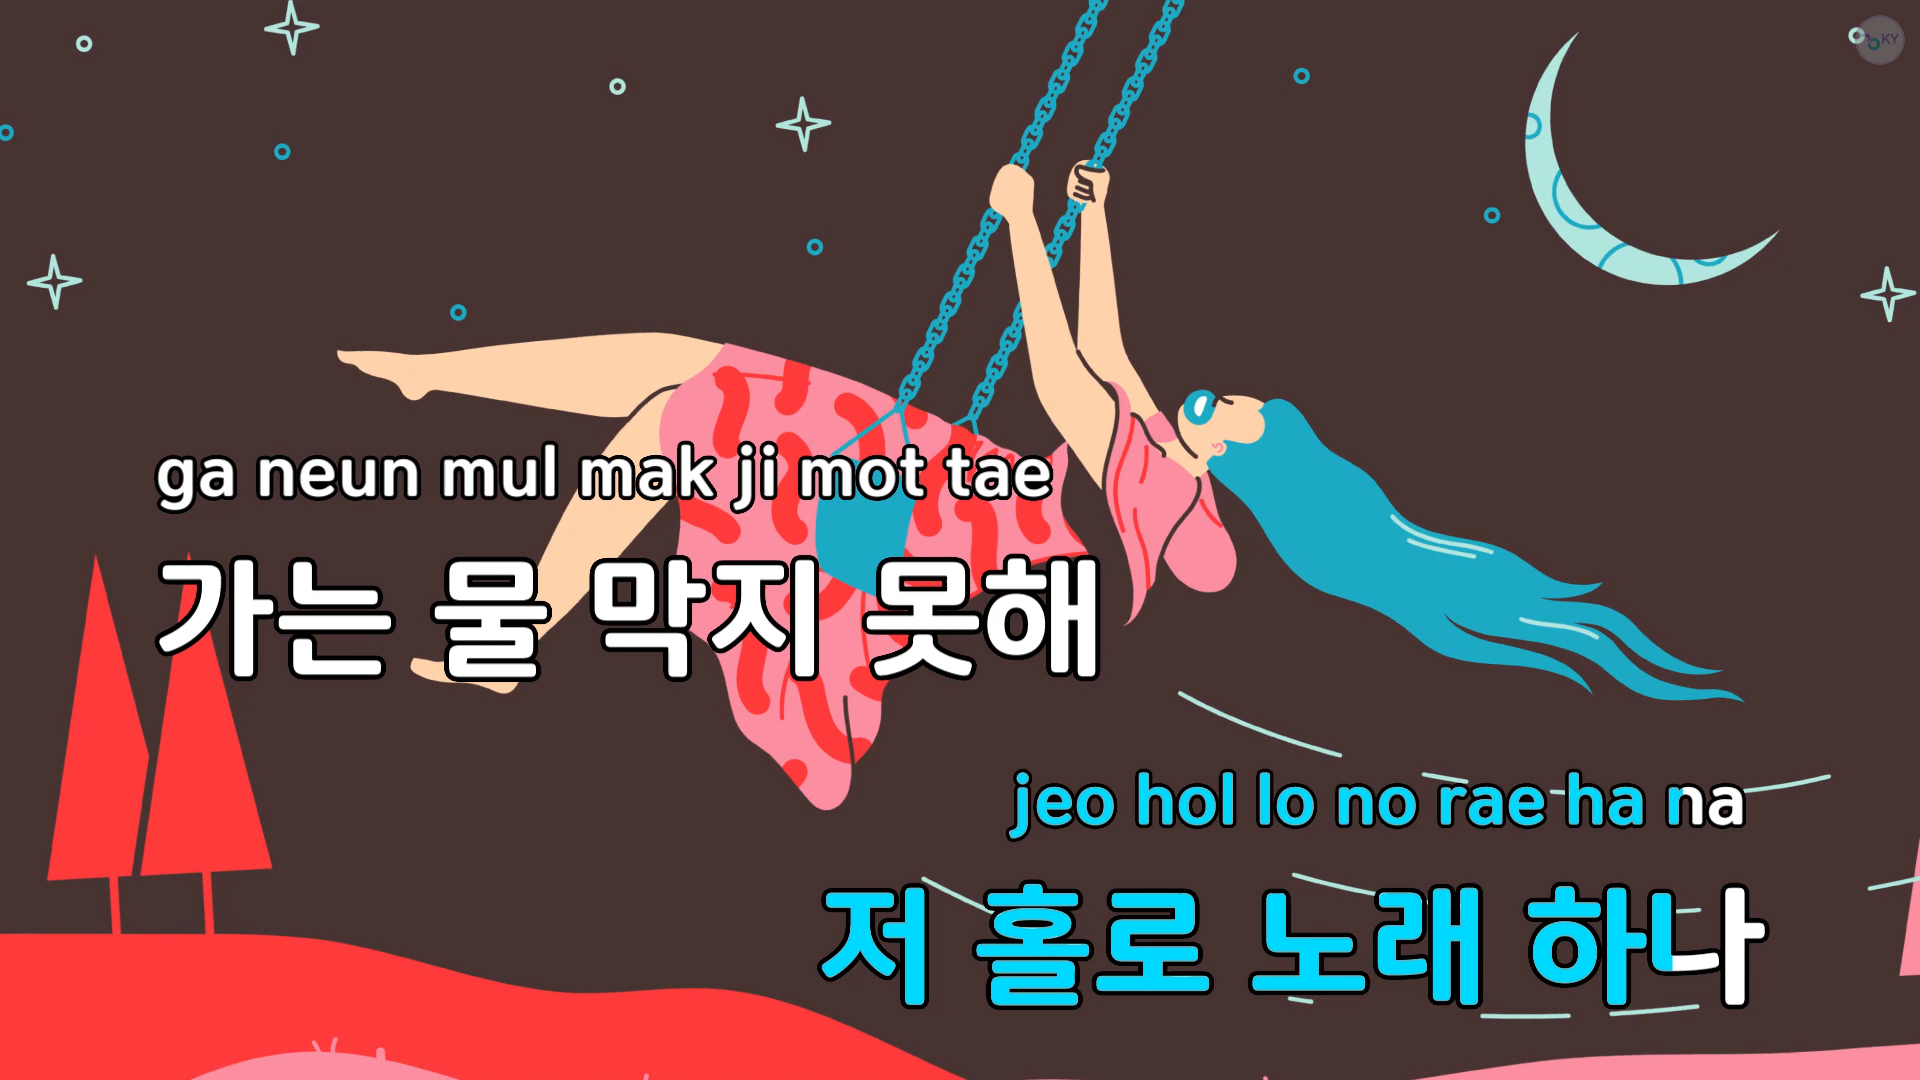 KY
ga neun mul mak ji mot tae
가는 물 막지 못해
jeo hol lo no rae ha na
저 홀로 노래 하나